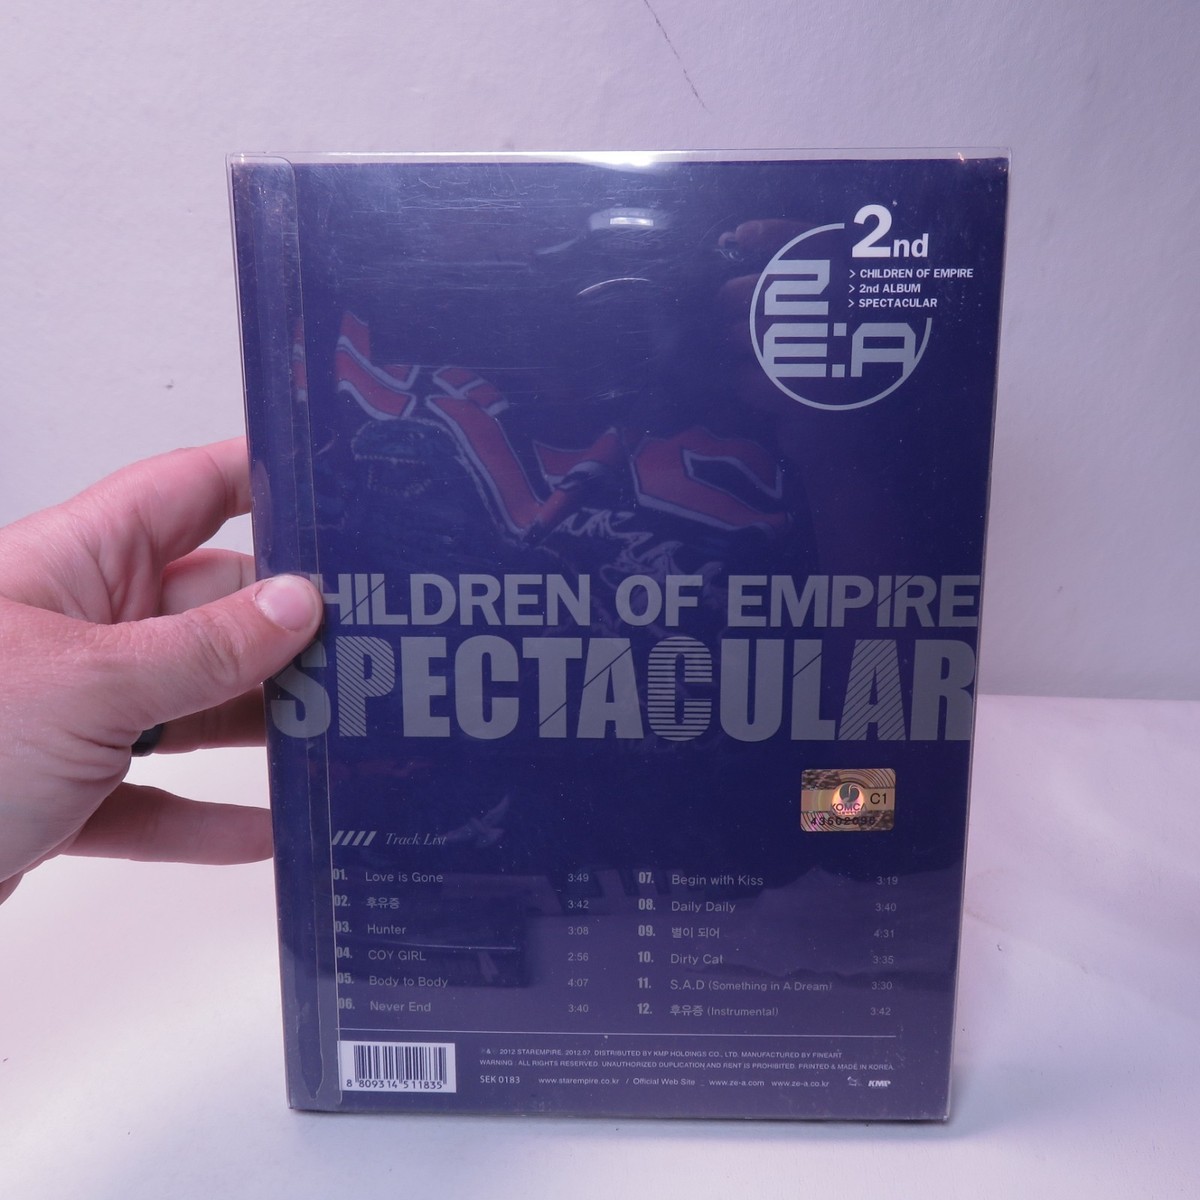 2nd
> CHILDREN OF EMPIRE
> 2nd ALBUM
> SPECTACULAR
ZE:A
HILDREN OF EMPIRE
SPECTACULAR
KOMCA C1
Track List
01. Love is Gone 3:49
02. 후유증 3:42
03. Hunter 3:08
04. COY GIRL 2:56
05. Body to Body 4:07
06. Never End 3:40
07. Begin with Kiss 3:19
08. Daily Daily 3:40
09. 별이 되어 4:31
10. Dirty Cat 3:35
11. S.A.D (Something in A Dream) 3:30
12. 후유증 (Instrumental) 3:42
2012 STAREMPIRE. 2012.07. DISTRIBUTED BY KMP HOLDINGS CO., LTD. MANUFACTURED BY FINEART
WARNING : ALL RIGHTS RESERVED. UNAUTHORIZED DUPLICATION AND RENT IS PROHIBITED. PRINTED & MADE IN KOREA.
SEK 0183 www.starempire.co.kr / Official Web Site www.ze-a.com www.ze-a.co.kr KMP
8 809314 511835